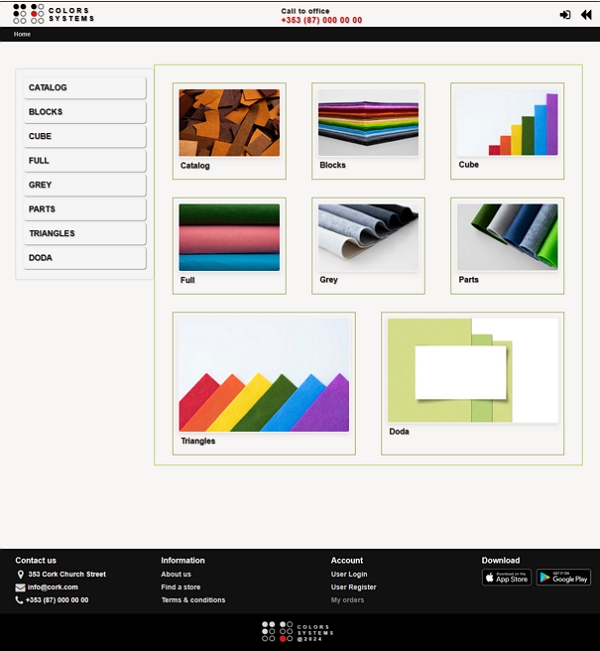 COLORS
SYSTEMS
Call to office
+353 (87) 000 00 00
Home
CATALOG
BLOCKS
CUBE
FULL
GREY
PARTS
TRIANGLES
DODA
Catalog
Blocks
Cube
Full
Grey
Parts
Triangles
Doda
Contact us
353 Cork Church Street
info@cork.com
+353 (87) 000 00 00
Information
About us
Find a store
Terms & conditions
Account
User Login
User Register
My orders
Download
Download on the
App Store
GET IT ON
Google Play
COLORS
SYSTEMS
@2024